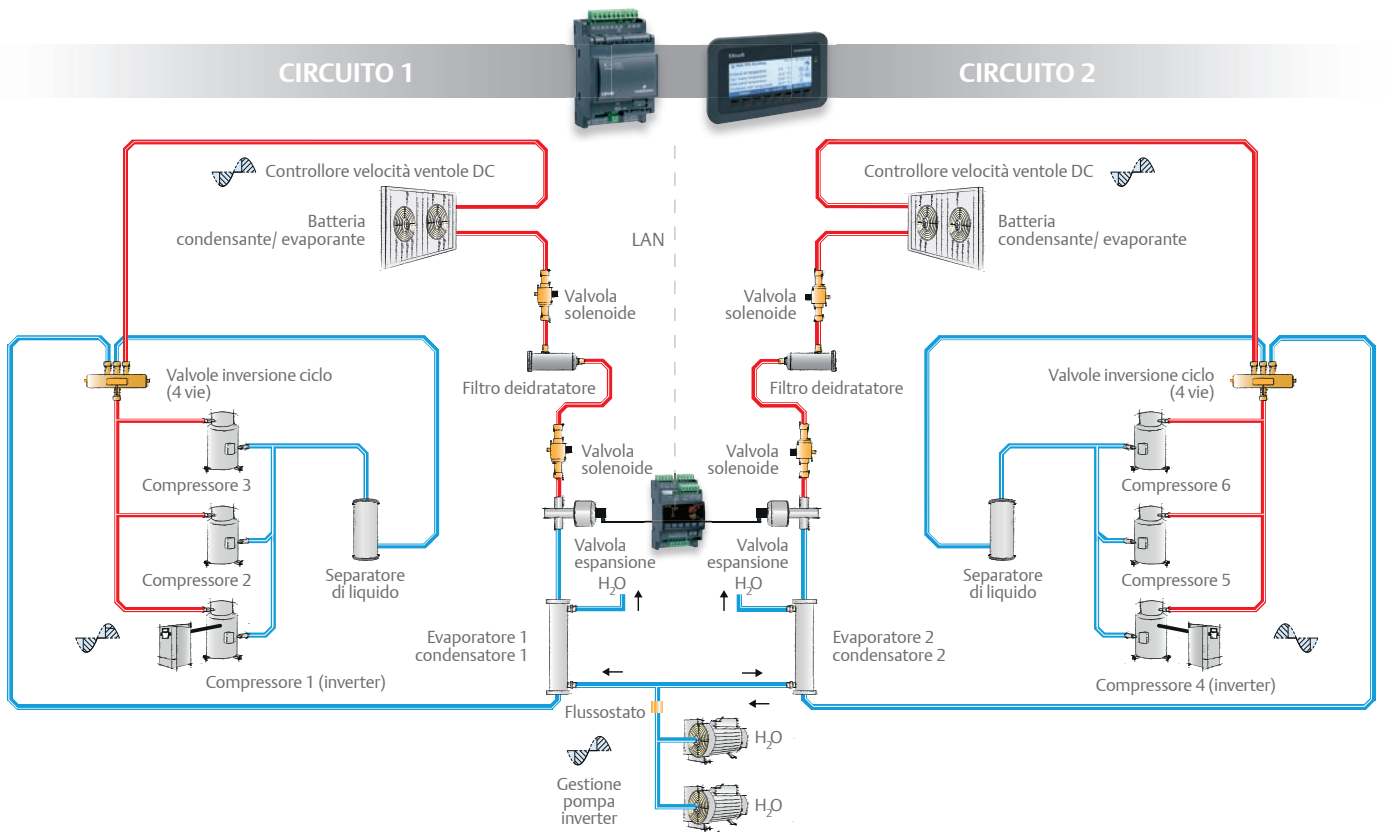 CIRCUITO 1
CIRCUITO 2
Controllore velocità ventole DC
Controllore velocità ventole DC
Batteria
condensante/ evaporante
Batteria
condensante/ evaporante
LAN
Valvola
solenoide
Valvola
solenoide
Valvole inversione ciclo
(4 vie)
Filtro deidratatore
Filtro deidratatore
Valvole inversione ciclo
(4 vie)
Valvola
solenoide
Valvola
solenoide
Compressore 3
Compressore 6
Valvola
espansione
H₂O
Valvola
espansione
H₂O
Compressore 2
Separatore
di liquido
Separatore
di liquido
Compressore 5
Evaporatore 1
condensatore 1
Evaporatore 2
condensatore 2
Compressore 1 (inverter)
Compressore 4 (inverter)
Flussostato
H₂O
Gestione
pompa
inverter
H₂O